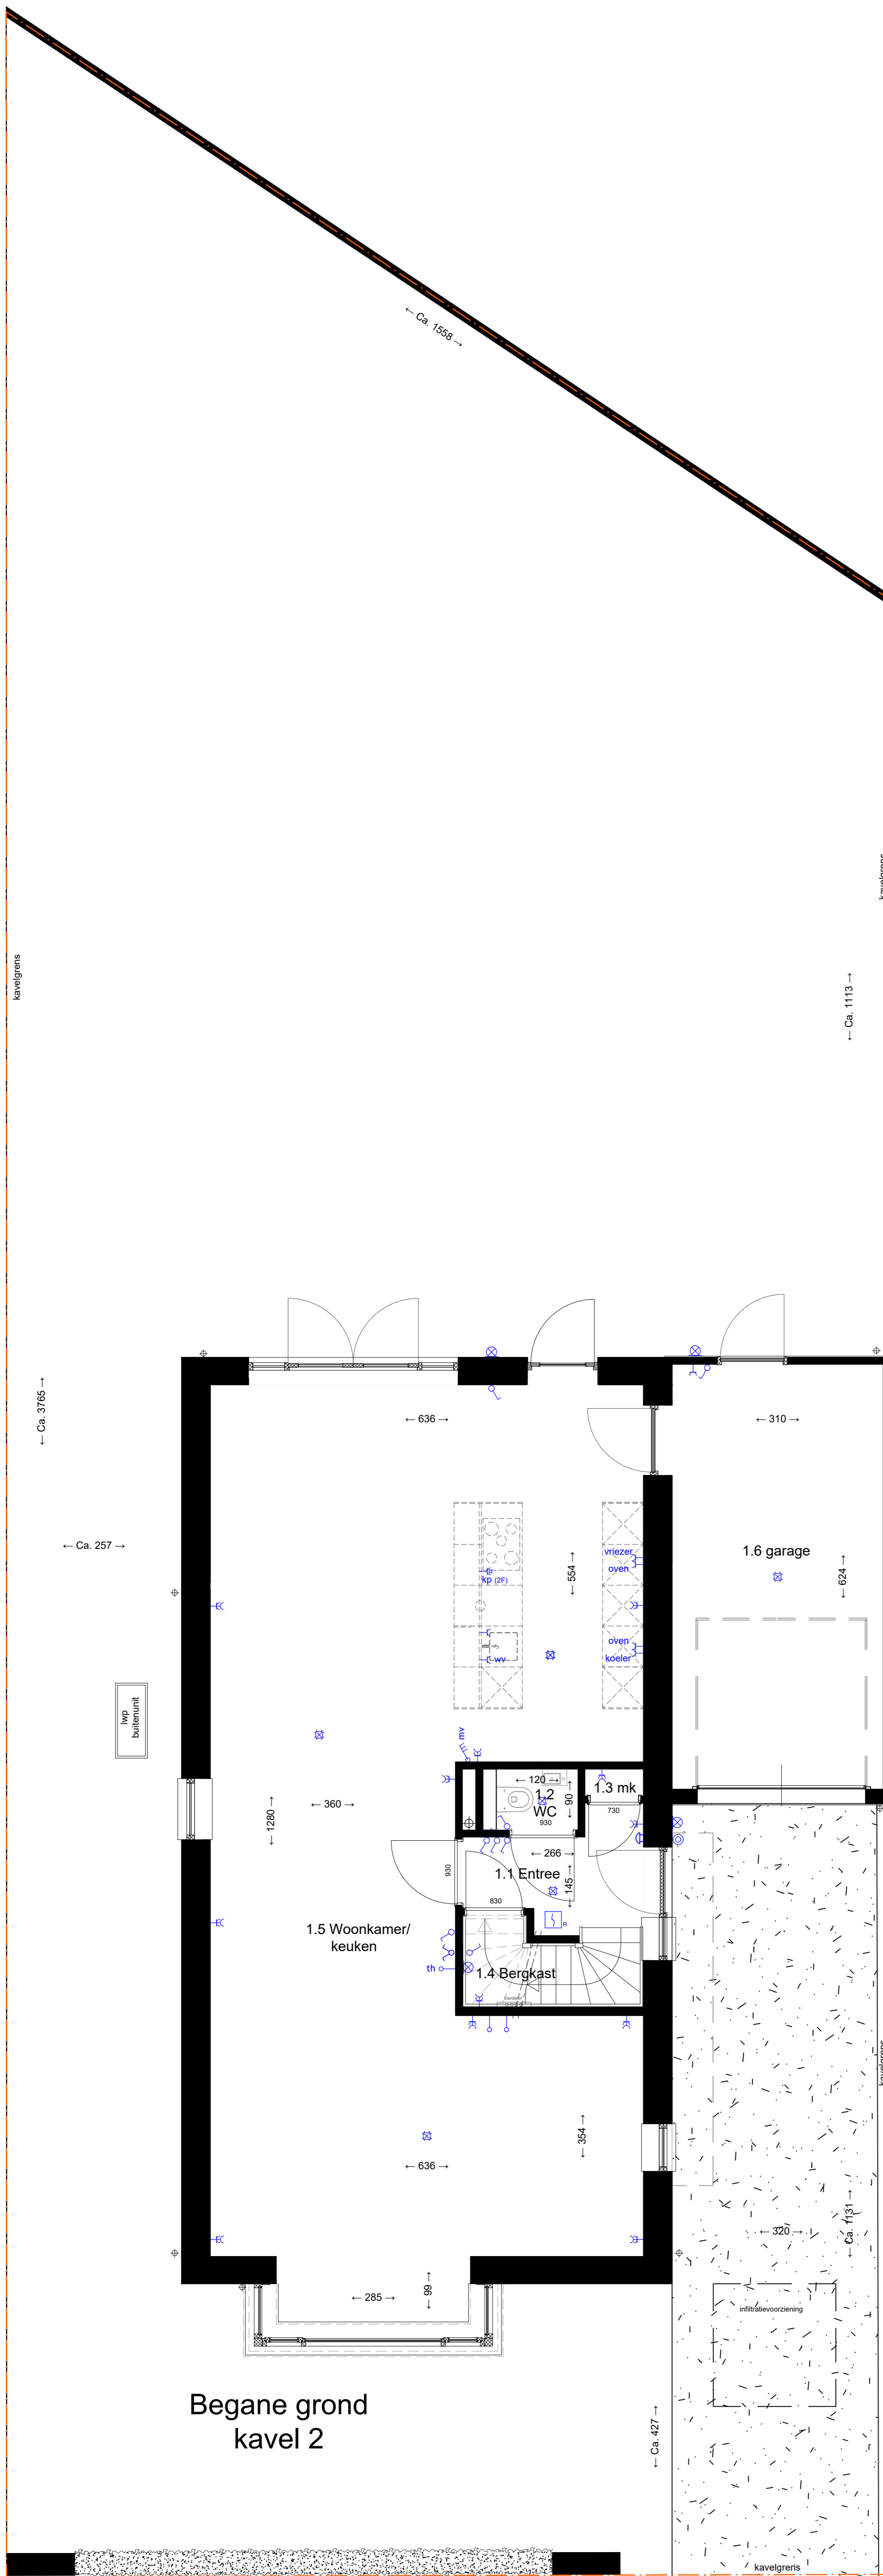 ← Ca. 1558 →
kavelgrens
kavelgrens
← Ca. 1113 →
← Ca. 3765 →
← 636 →
← 310 →
← Ca. 257 →
1.6 garage
vriezer
oven
← 554 →
← 624 →
kp (2F)
oven
wv
koeler
lwp
buitenunit
mv
← 120 →
1.3 mk
1.2
WC
← 90 →
← 360 →
← 1280 →
930
730
← 266 →
1.1 Entree
930
← 145 →
830
R
1.5 Woonkamer/
keuken
th
1.4 Bergkast
kavelgrens
← 354 →
← 636 →
← Ca. 1131 →
← 320 →
← 285 →
← 99 →
infiltratievoorziening
Begane grond
kavel 2
← Ca. 427 →
kavelgrens